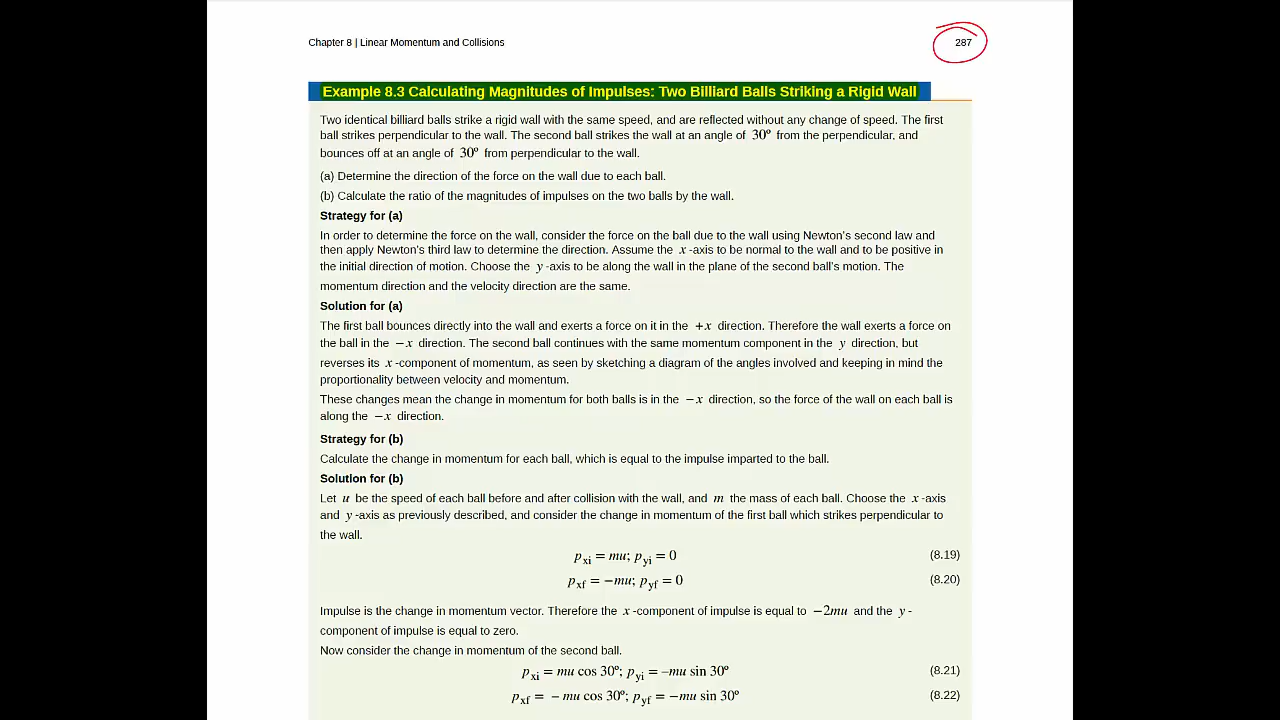 Chapter 8 | Linear Momentum and Collisions
287
Example 8.3 Calculating Magnitudes of Impulses: Two Billiard Balls Striking a Rigid Wall
Two identical billiard balls strike a rigid wall with the same speed, and are reflected without any change of speed. The first
ball strikes perpendicular to the wall. The second ball strikes the wall at an angle of 30º from the perpendicular, and
bounces off at an angle of 30º from perpendicular to the wall.
(a) Determine the direction of the force on the wall due to each ball.
(b) Calculate the ratio of the magnitudes of impulses on the two balls by the wall.
Strategy for (a)
In order to determine the force on the wall, consider the force on the ball due to the wall using Newton's second law and
then apply Newton's third law to determine the direction. Assume the x -axis to be normal to the wall and to be positive in
the initial direction of motion. Choose the y -axis to be along the wall in the plane of the second ball's motion. The
momentum direction and the velocity direction are the same.
Solution for (a)
The first ball bounces directly into the wall and exerts a force on it in the +x direction. Therefore the wall exerts a force on
the ball in the −x direction. The second ball continues with the same momentum component in the y direction, but
reverses its x -component of momentum, as seen by sketching a diagram of the angles involved and keeping in mind the
proportionality between velocity and momentum.
These changes mean the change in momentum for both balls is in the −x direction, so the force of the wall on each ball is
along the −x direction.
Strategy for (b)
Calculate the change in momentum for each ball, which is equal to the impulse imparted to the ball.
Solution for (b)
Let u be the speed of each ball before and after collision with the wall, and m the mass of each ball. Choose the x -axis
and y -axis as previously described, and consider the change in momentum of the first ball which strikes perpendicular to
the wall.
pxi = mu; pyi = 0 (8.19)
pxf = −mu; pyf = 0 (8.20)
Impulse is the change in momentum vector. Therefore the x -component of impulse is equal to −2mu and the y -
component of impulse is equal to zero.
Now consider the change in momentum of the second ball.
pxi = mu cos 30º; pyi = –mu sin 30º (8.21)
pxf = – mu cos 30º; pyf = −mu sin 30º (8.22)